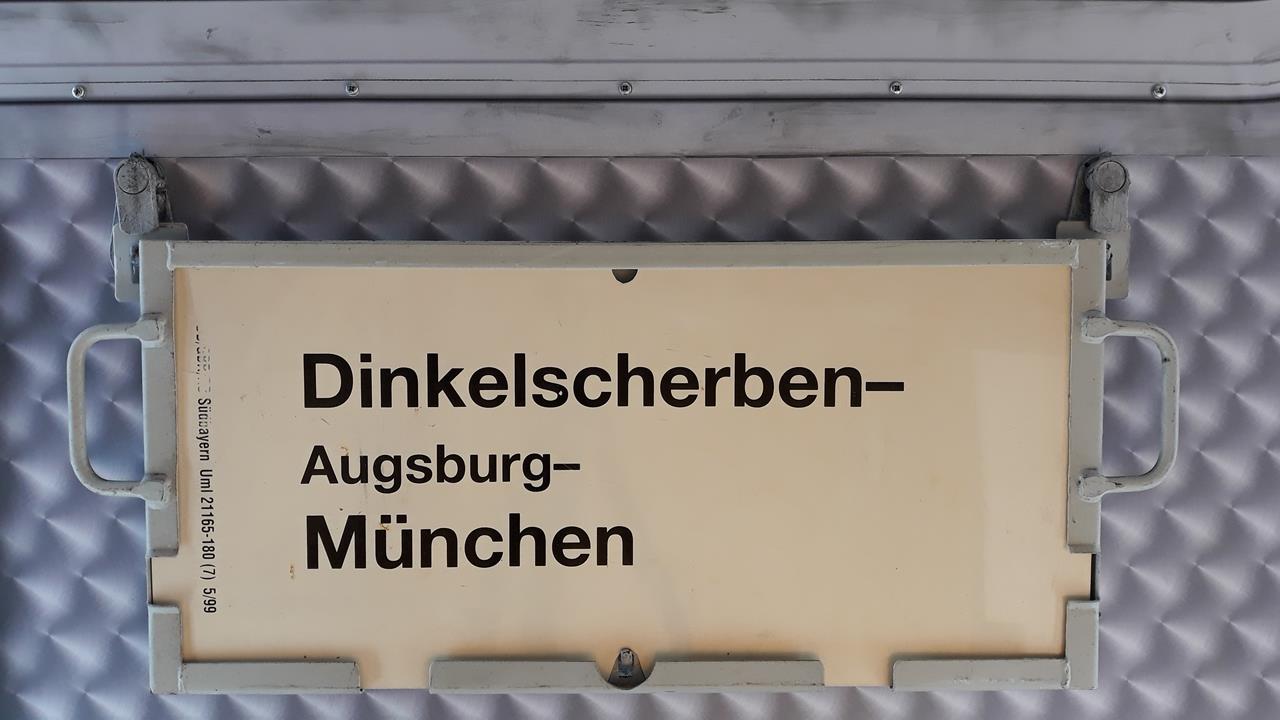 Dinkelscherben–
Augsburg–
München
Südbayern Uml 21165-180 (7) 5/99